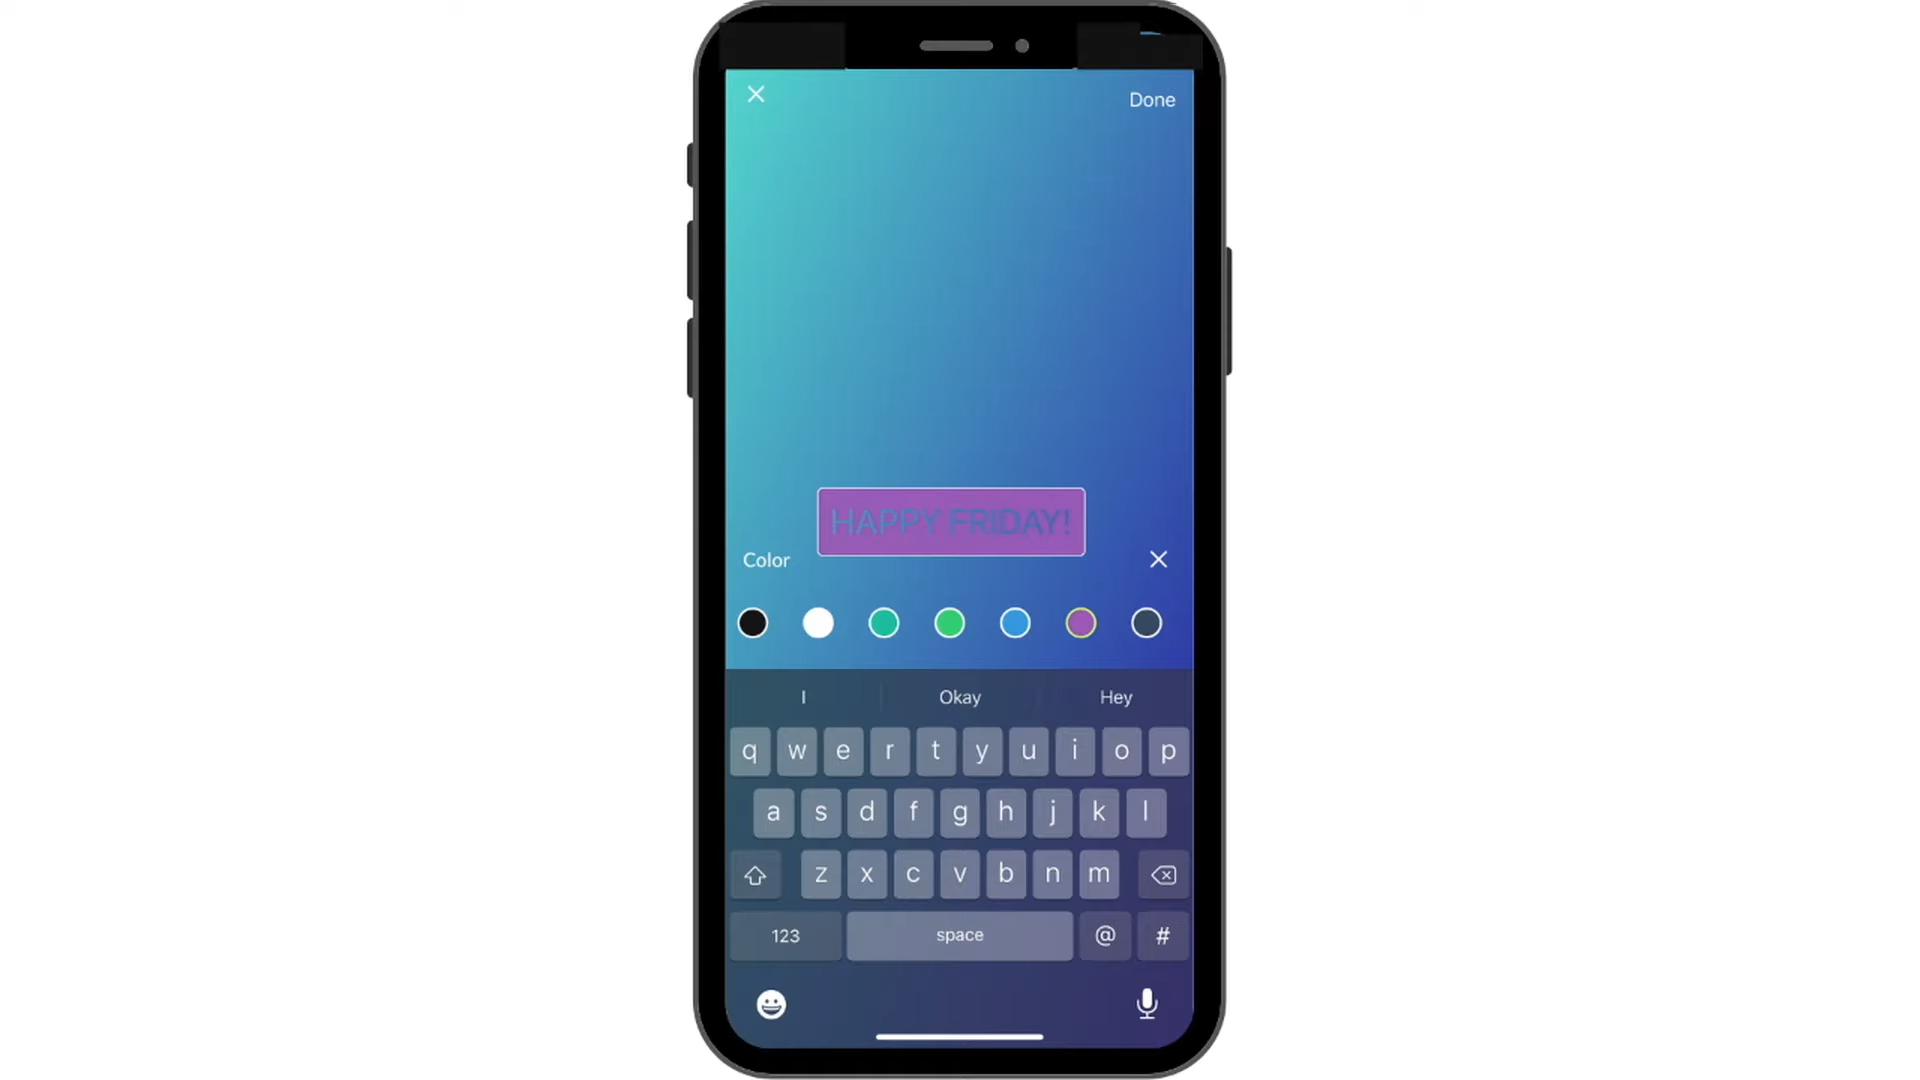 Done
HAPPY FRIDAY!
Color
I Okay Hey
q w e r t y u i o p
a s d f g h j k l
z x c v b n m
123 space @ #